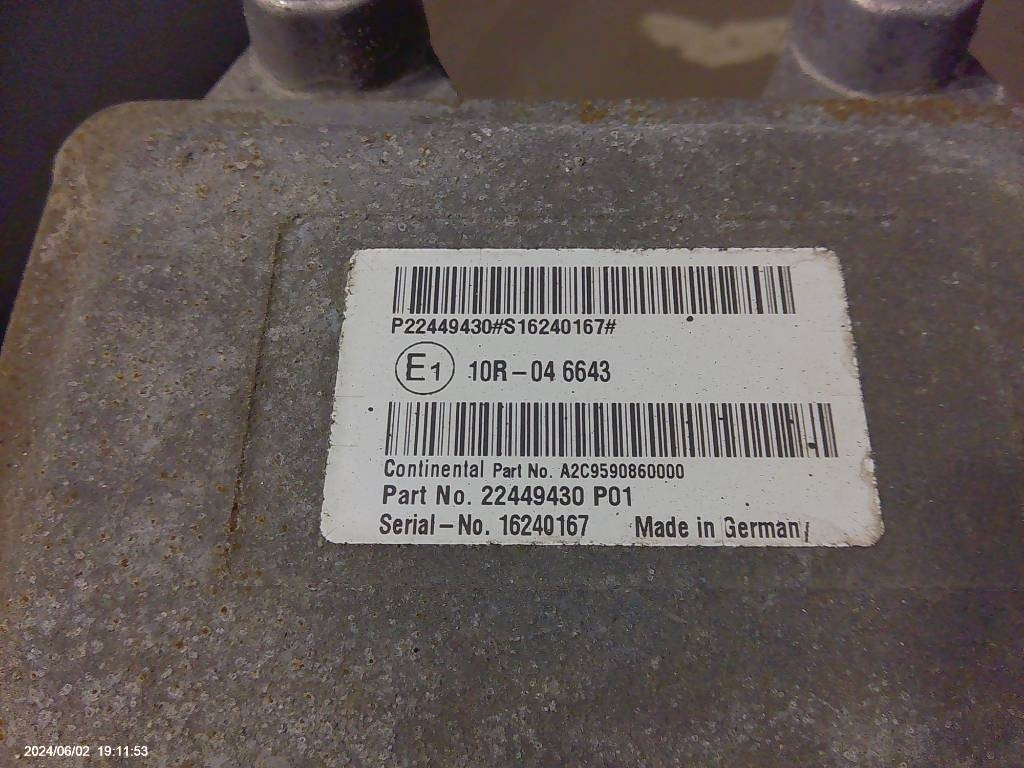 P22449430#S16240167#
E1 10R-04 6643
Continental Part No. A2C9590860000
Part No. 22449430 P01
Serial-No. 16240167 Made in Germany
2024/06/02 19:11:53